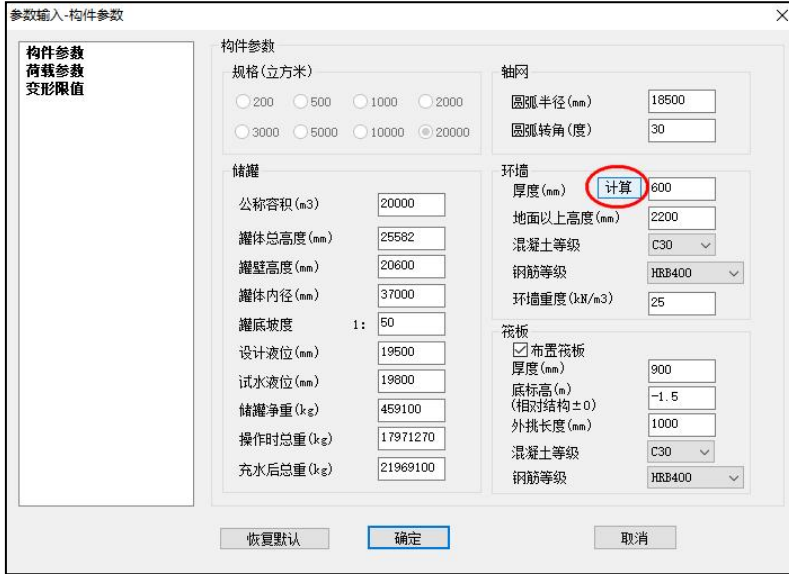 参数输入-构件参数
构件参数
荷载参数
变形限值
构件参数
规格(立方米)
200 500 1000 2000
3000 5000 10000 20000
储罐
公称容积(m3) 20000
罐体总高度(mm) 25582
罐壁高度(mm) 20600
罐体内径(mm) 37000
罐底坡度 1: 50
设计液位(mm) 19500
试水液位(mm) 19800
储罐净重(kg) 459100
操作时总重(kg) 17971270
充水后总重(kg) 21969100
轴网
圆弧半径(mm) 18500
圆弧转角(度) 30
环墙
厚度(mm) 计算 600
地面以上高度(mm) 2200
混凝土等级 C30
钢筋等级 HRB400
环墙重度(kN/m3) 25
筏板
布置筏板
厚度(mm) 900
底标高(m) -1.5
(相对结构±0)
外挑长度(mm) 1000
混凝土等级 C30
钢筋等级 HRB400
恢复默认 确定 取消